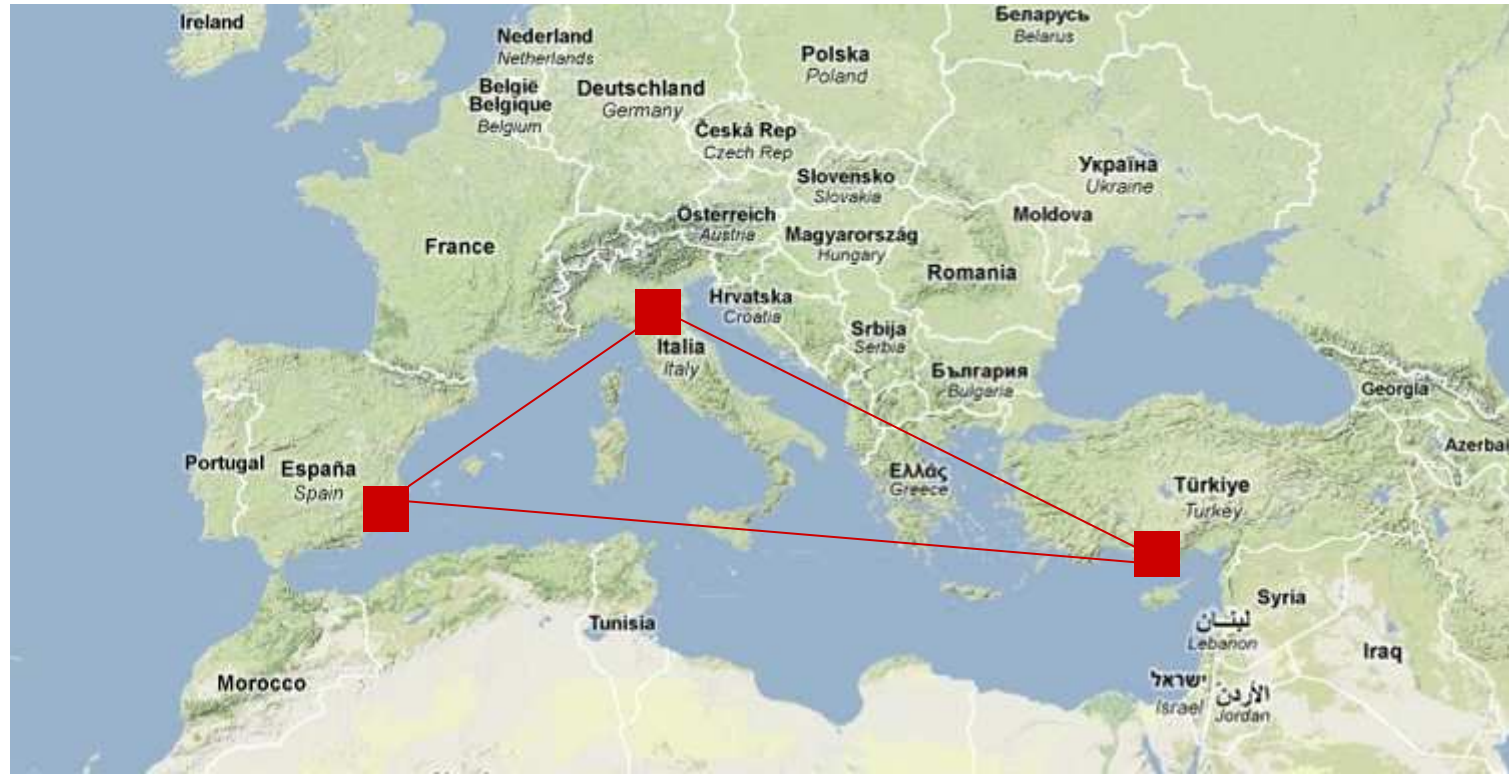 Ireland
Nederland
Netherlands
België
Belgique
Belgium
Deutschland
Germany
Polska
Poland
Беларусь
Belarus
Česká Rep
Czech Rep
Slovensko
Slovakia
Україна
Ukraine
Österreich
Austria
Magyarország
Hungary
Moldova
France
Romania
Hrvatska
Croatia
Srbija
Serbia
Italia
Italy
България
Bulgaria
Georgia
Azerbai
Portugal
España
Spain
Ελλάς
Greece
Türkiye
Turkey
Tunisia
Syria
لبنان
Lebanon
Iraq
Morocco
ישראל
Israel
الأردن
Jordan